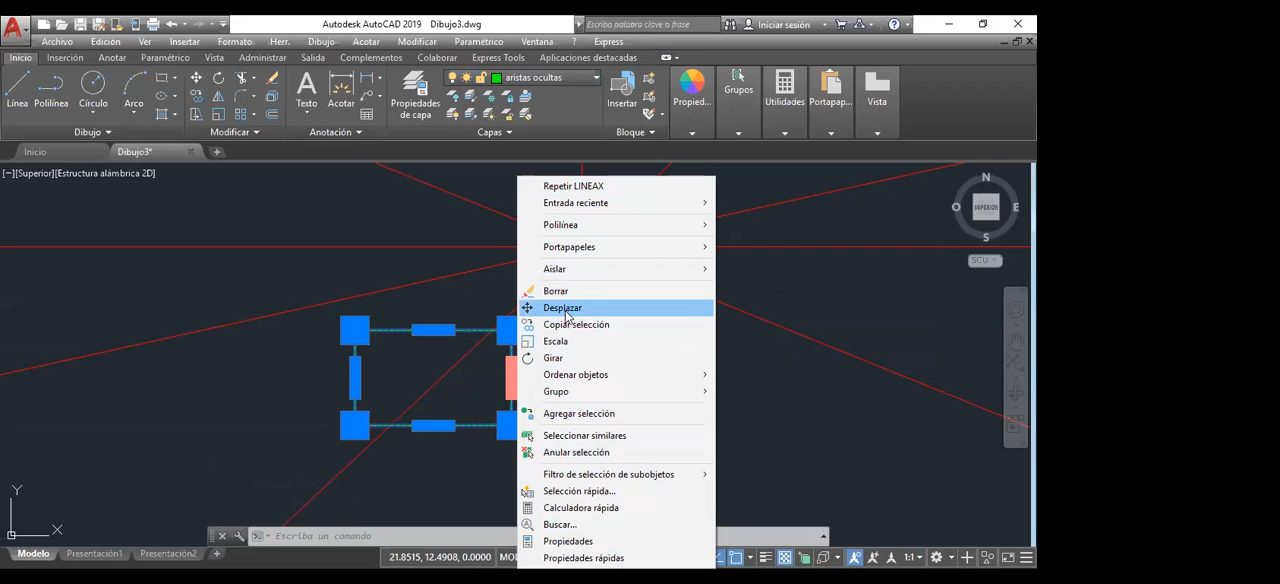 Autodesk AutoCAD 2019 Dibujo3.dwg
Escriba palabra clave o frase
Iniciar sesión
Archivo Edición Ver Insertar Formato Herr. Dibujo Acotar Modificar Paramétrico Ventana ? Express
Inicio Inserción Anotar Paramétrico Vista Administrar Salida Complementos Colaborar Express Tools Aplicaciones destacadas
aristas ocultas
Línea Polilínea Círculo Arco
Texto Acotar
Propiedades de capa
Insertar
Propied... Grupos Utilidades Portapap... Vista
Dibujo Modificar Anotación Capas Bloque
Inicio Dibujo3* +
[−][Superior][Estructura alámbrica 2D]
N
O SUPERIOR E
S
SCU
Repetir LINEAX
Entrada reciente
Polilínea
Portapapeles
Aislar
Borrar
Desplazar
Copiar selección
Escala
Girar
Ordenar objetos
Grupo
Agregar selección
Seleccionar similares
Anular selección
Filtro de selección de subobjetos
Selección rápida...
Calculadora rápida
Buscar...
Propiedades
Propiedades rápidas
Y
X
Escriba un comando
Modelo Presentación1 Presentación2 +
21.8515, 12.4908, 0.0000
1:1